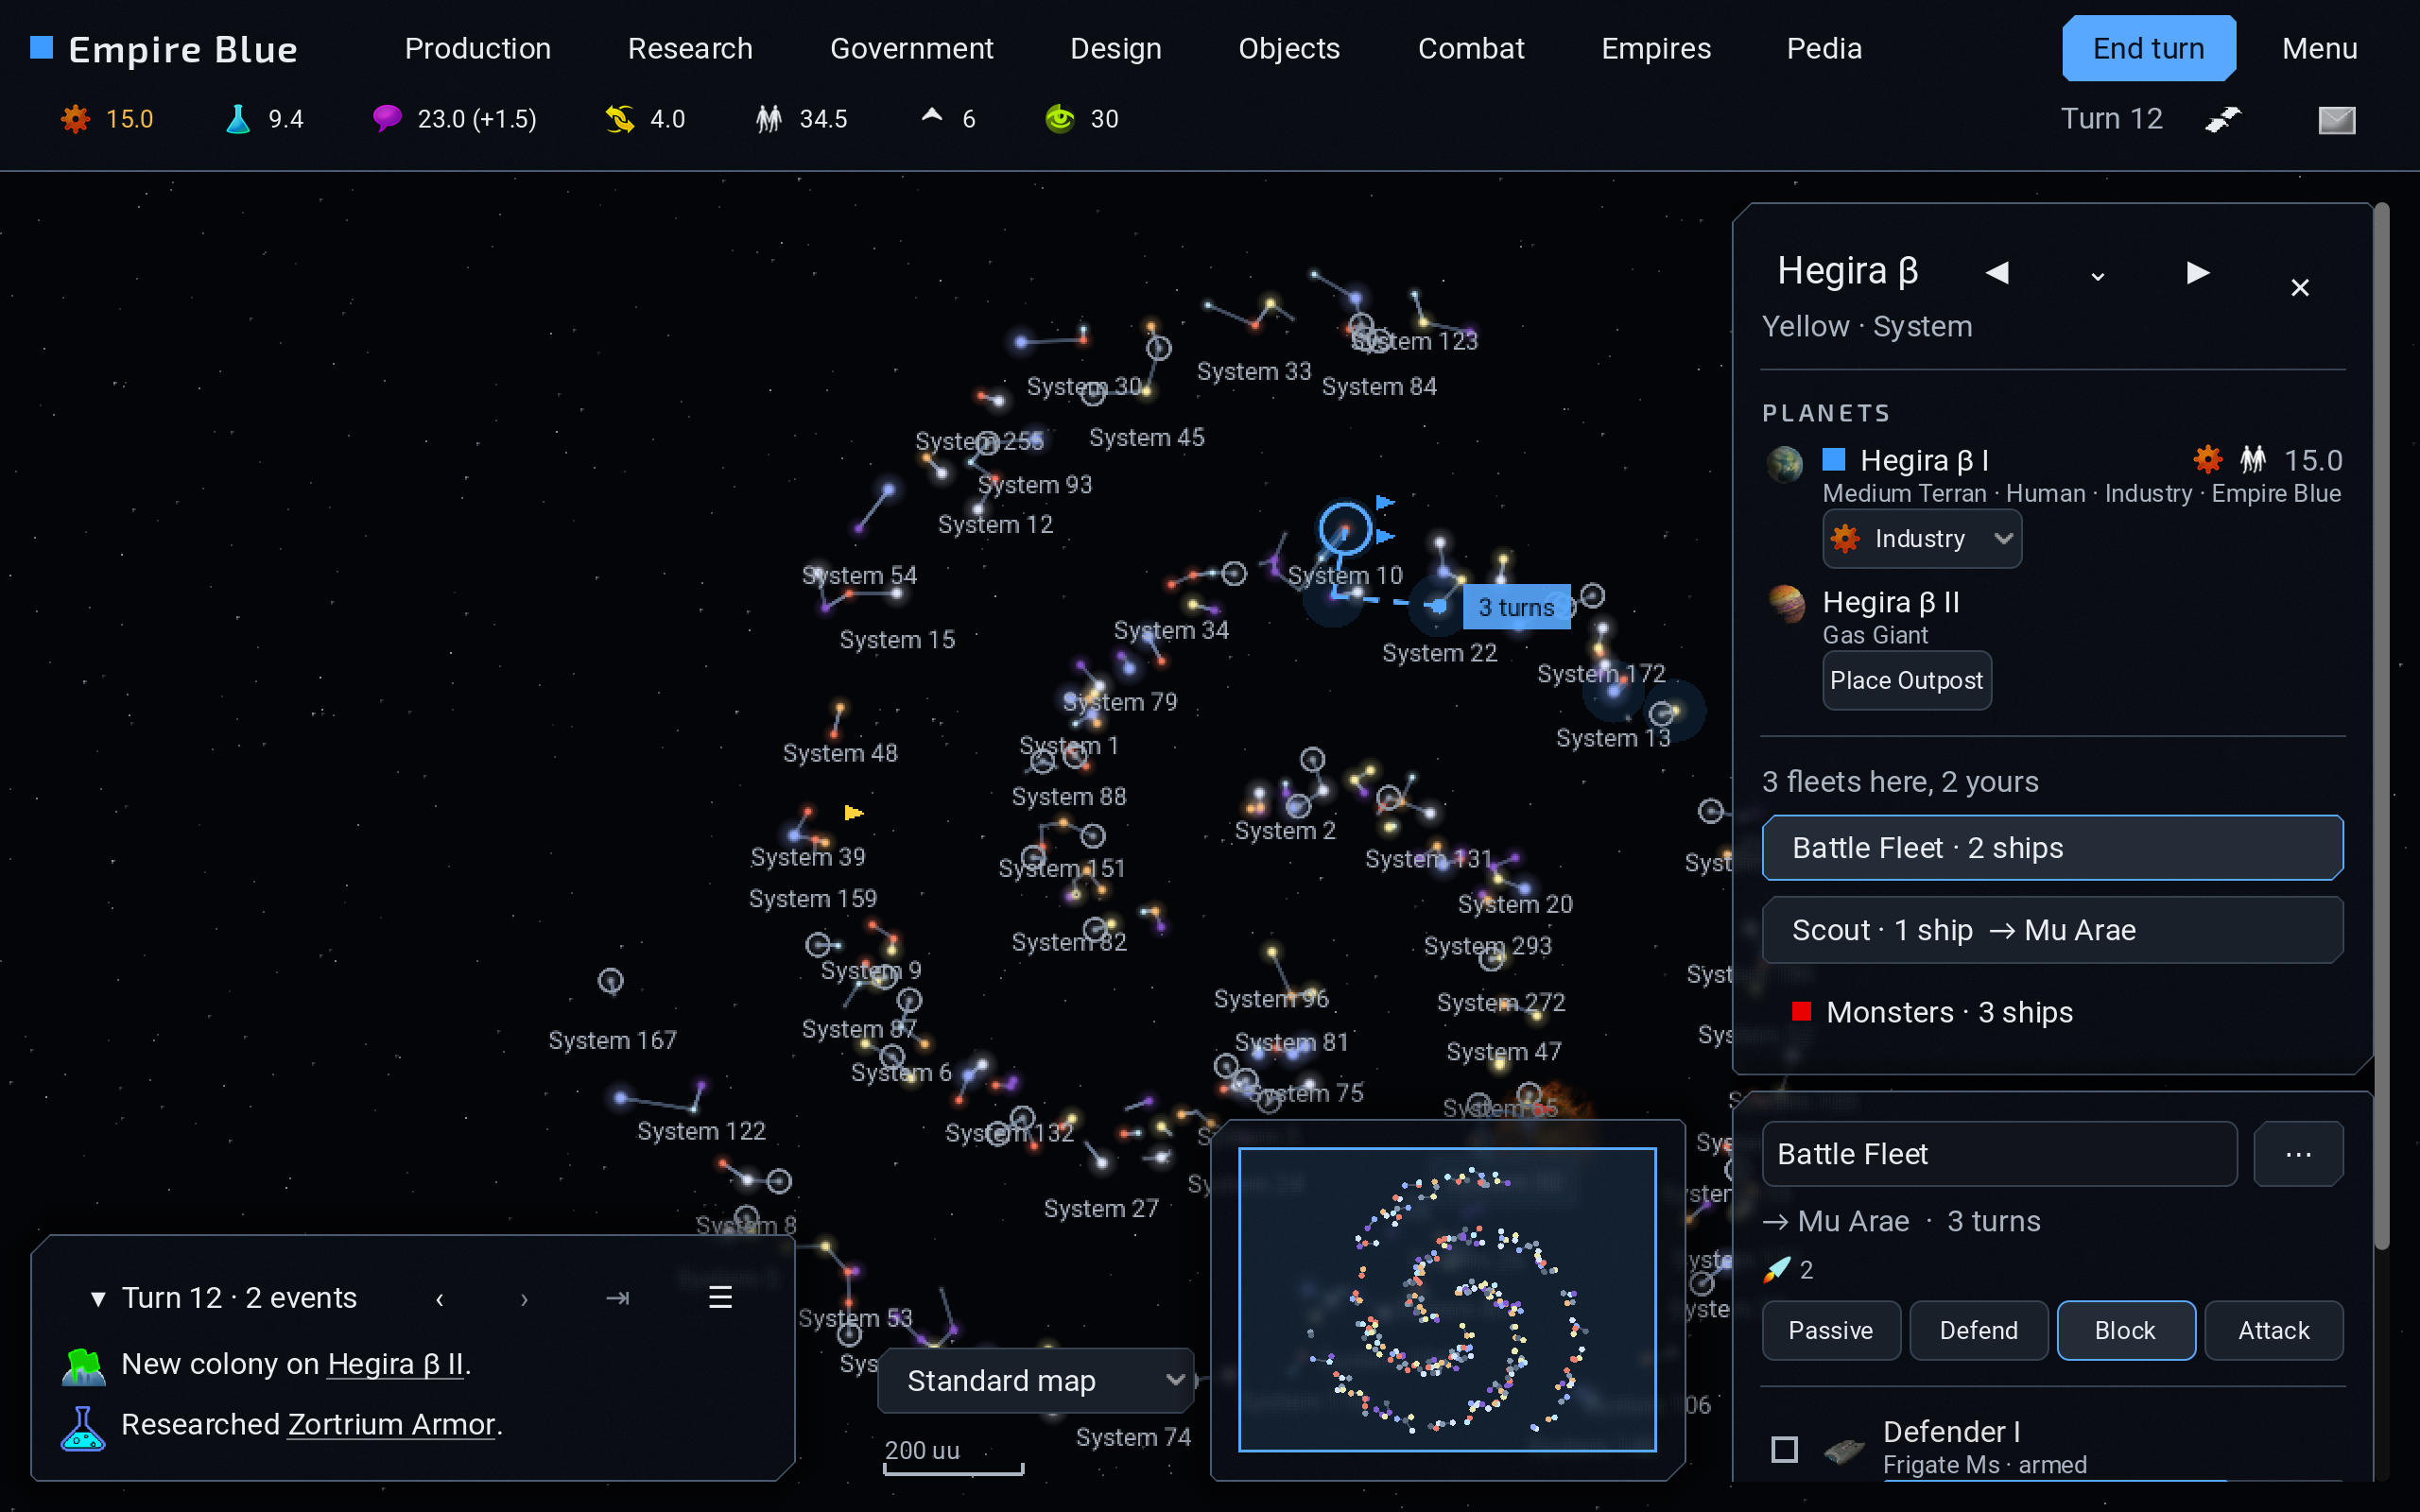 Empire Blue Production Research Government Design Objects Combat Empires Pedia End turn Menu
15.0 9.4 23.0 (+1.5) 4.0 34.5 6 30 Turn 12
System 123
System 33
System 84
System 30
System 255
System 45
System 93
System 12
System 54
System 10
System 15
System 34
3 turns
System 22
System 172
System 79
System 13
System 1
System 48
System 88
System 2
System 39
System 151
System 131
System 159
System 20
System 82
System 293
System 9
System 96
System 272
System 87
System 167
System 81
System 47
System 6
System 75
System 122
System 132
System 27
System 8
System 53
System 74
Hegira β
Yellow · System
PLANETS
Hegira β I 15.0
Medium Terran · Human · Industry · Empire Blue
Industry
Hegira β II
Gas Giant
Place Outpost
3 fleets here, 2 yours
Battle Fleet · 2 ships
Scout · 1 ship → Mu Arae
Monsters · 3 ships
Battle Fleet ...
→ Mu Arae · 3 turns
2
Passive Defend Block Attack
Defender I
Frigate Ms · armed
▼ Turn 12 · 2 events
New colony on Hegira β II.
Researched Zortrium Armor.
Standard map
200 uu